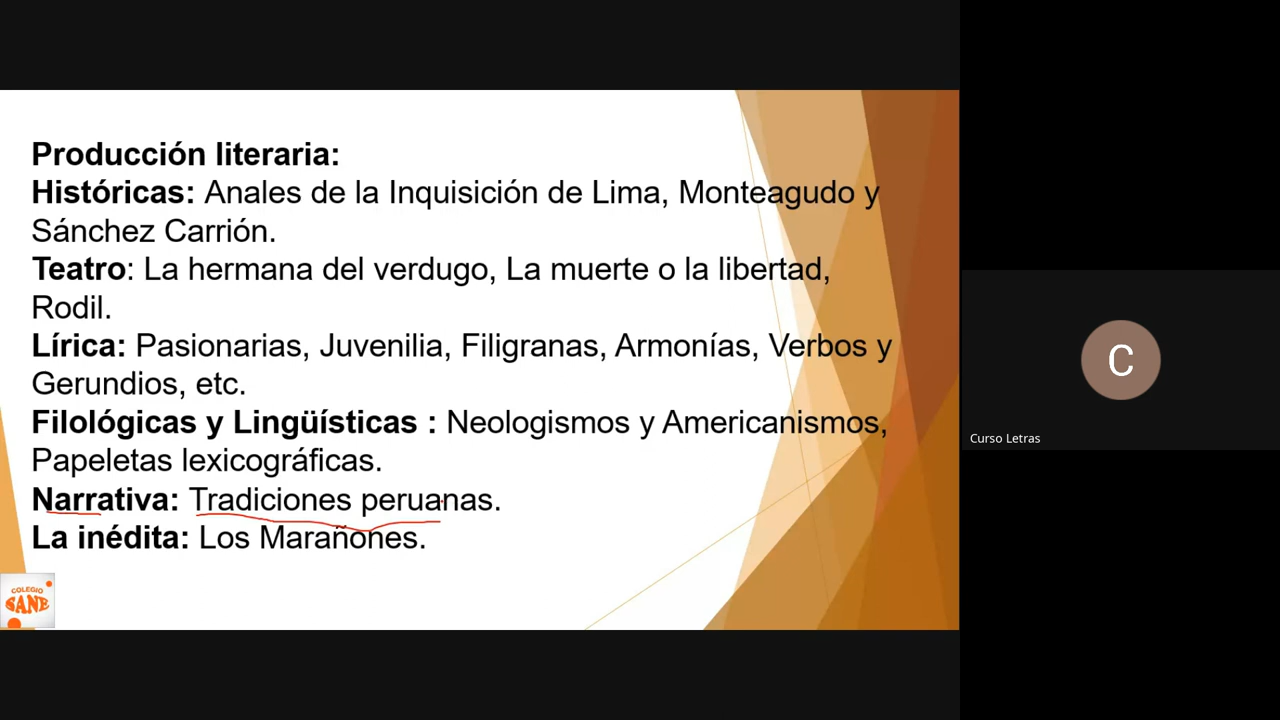 Producción literaria:
Históricas: Anales de la Inquisición de Lima, Monteagudo y
Sánchez Carrión.
Teatro: La hermana del verdugo, La muerte o la libertad,
Rodil.
Lírica: Pasionarias, Juvenilia, Filigranas, Armonías, Verbos y
Gerundios, etc.
Filológicas y Lingüísticas : Neologismos y Americanismos,
Papeletas lexicográficas.
Narrativa: Tradiciones peruanas.
La inédita: Los Marañones.
COLEGIO
SANE
C
Curso Letras